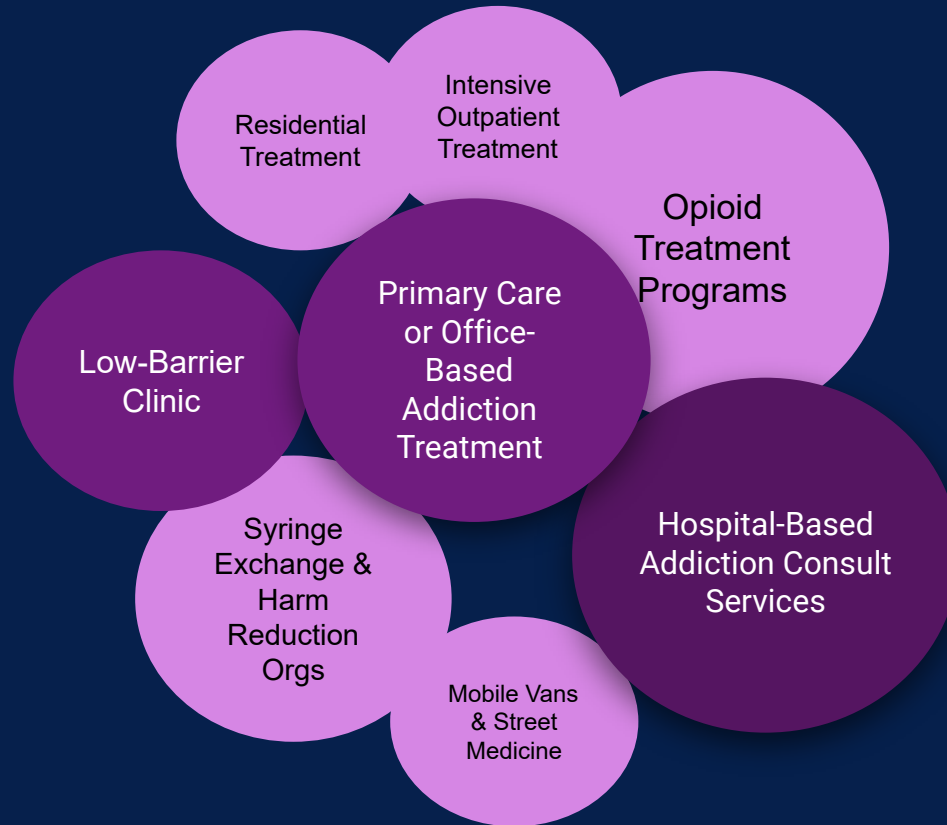 Residential
Treatment
Intensive
Outpatient
Treatment
Opioid
Treatment
Programs
Low-Barrier
Clinic
Primary Care
or Office-
Based
Addiction
Treatment
Syringe
Exchange &
Harm
Reduction
Orgs
Hospital-Based
Addiction Consult
Services
Mobile Vans
& Street
Medicine